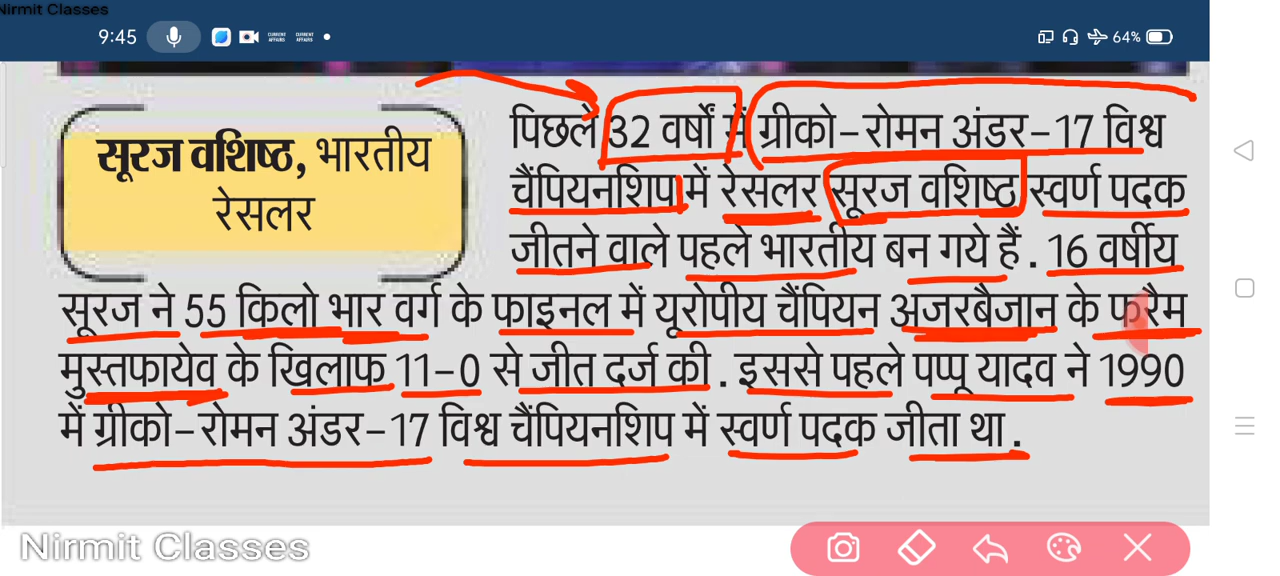 Nirmit Classes
9:45
64%
सूरज वशिष्ठ, भारतीय
रेसलर
पिछले 32 वर्षों में ग्रीको-रोमन अंडर-17 विश्व
चैंपियनशिप में रेसलर सूरज वशिष्ठ स्वर्ण पदक
जीतने वाले पहले भारतीय बन गये हैं. 16 वर्षीय
सूरज ने 55 किलो भार वर्ग के फाइनल में यूरोपीय चैंपियन अजरबैजान के फरैम
मुस्तफायेव के खिलाफ 11-0 से जीत दर्ज की. इससे पहले पप्पू यादव ने 1990
में ग्रीको-रोमन अंडर-17 विश्व चैंपियनशिप में स्वर्ण पदक जीता था.
Nirmit Classes